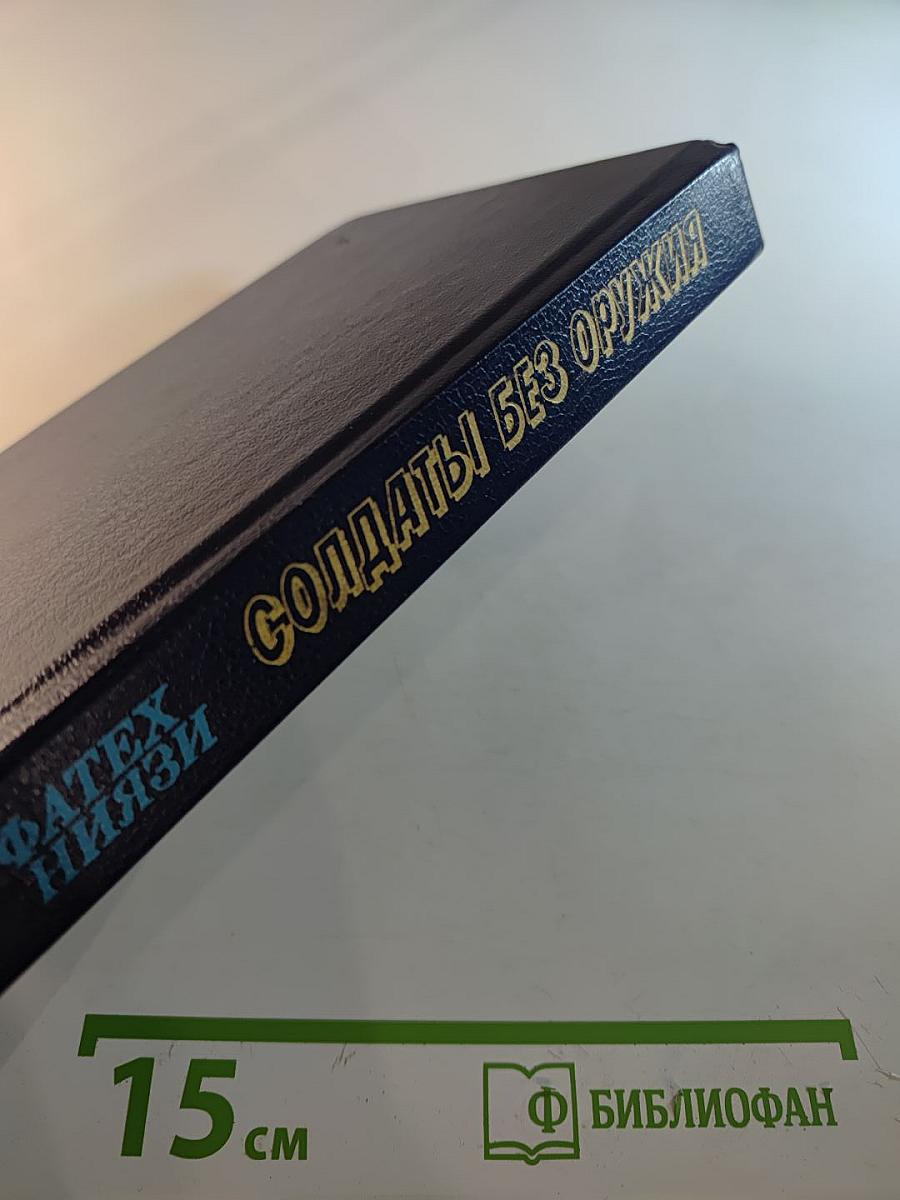 ФАТЕХ
НИЯЗИ
СОЛДАТЫ БЕЗ ОРУЖИЯ
15 см
Ф БИБЛИОФАН